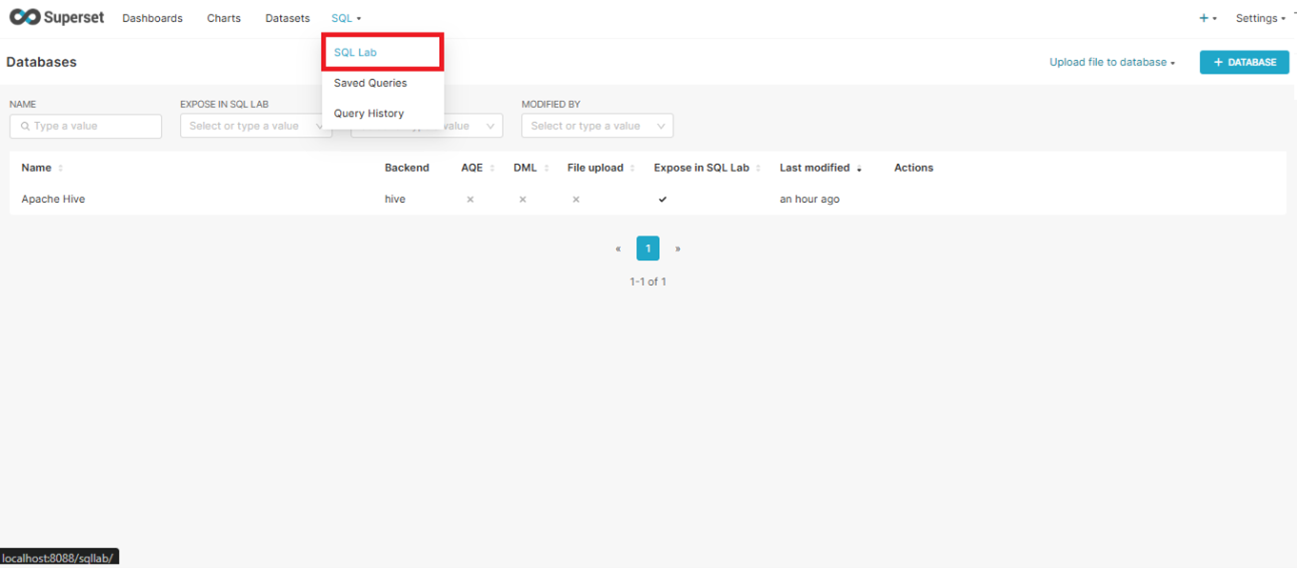 Superset Dashboards Charts Datasets SQL + Settings
SQL Lab
Databases Upload file to database + DATABASE
Saved Queries
NAME EXPOSE IN SQL LAB MODIFIED BY
Query History
Type a value Select or type a value value Select or type a value
Name Backend AQE DML File upload Expose in SQL Lab Last modified Actions
Apache Hive hive an hour ago
« 1 »
1-1 of 1
localhost:8088/sqllab/